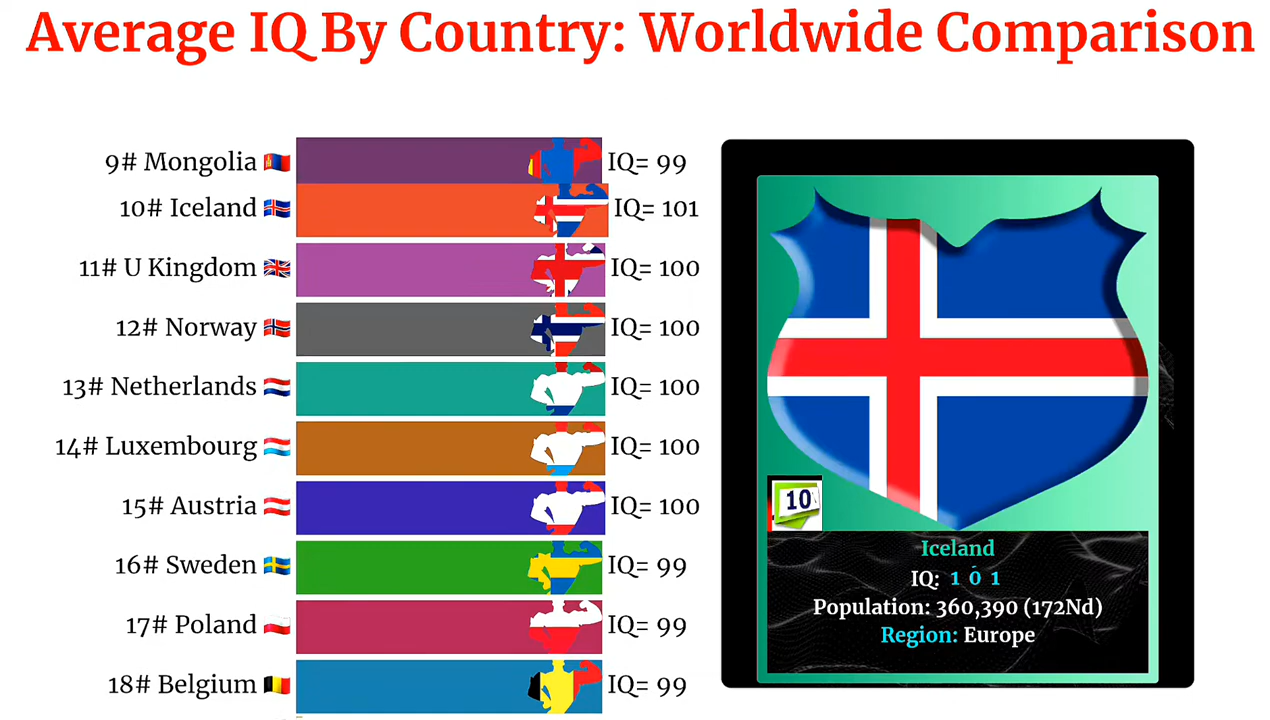 Average IQ By Country: Worldwide Comparison
9# Mongolia IQ= 99
10# Iceland IQ= 101
11# U Kingdom IQ= 100
12# Norway IQ= 100
13# Netherlands IQ= 100
14# Luxembourg IQ= 100
15# Austria IQ= 100
16# Sweden IQ= 99
17# Poland IQ= 99
18# Belgium IQ= 99
10
Iceland
IQ: 1 0 1
Population: 360,390 (172Nd)
Region: Europe